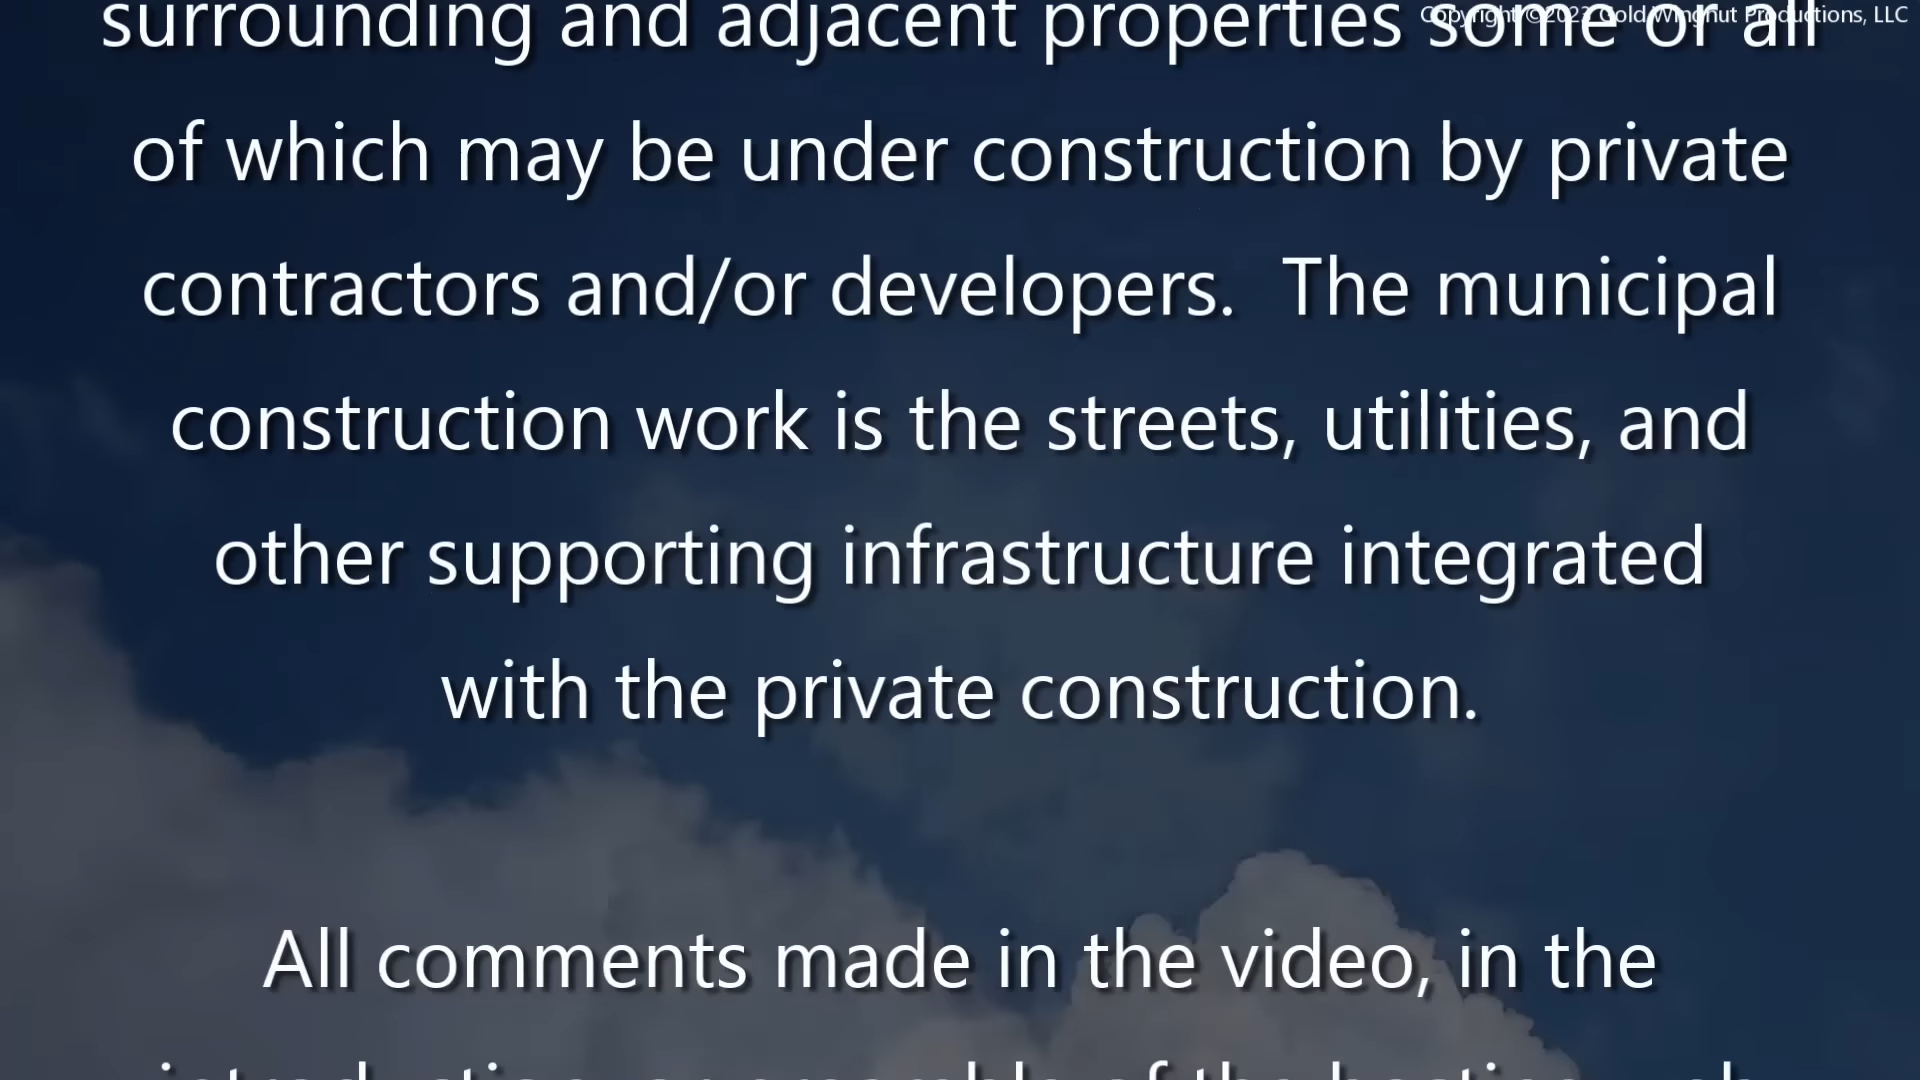 Copyright ©2023 Gold Wingnut Productions, LLC
surrounding and adjacent properties some or all
of which may be under construction by private
contractors and/or developers.  The municipal
construction work is the streets, utilities, and
other supporting infrastructure integrated
with the private construction.
All comments made in the video, in the